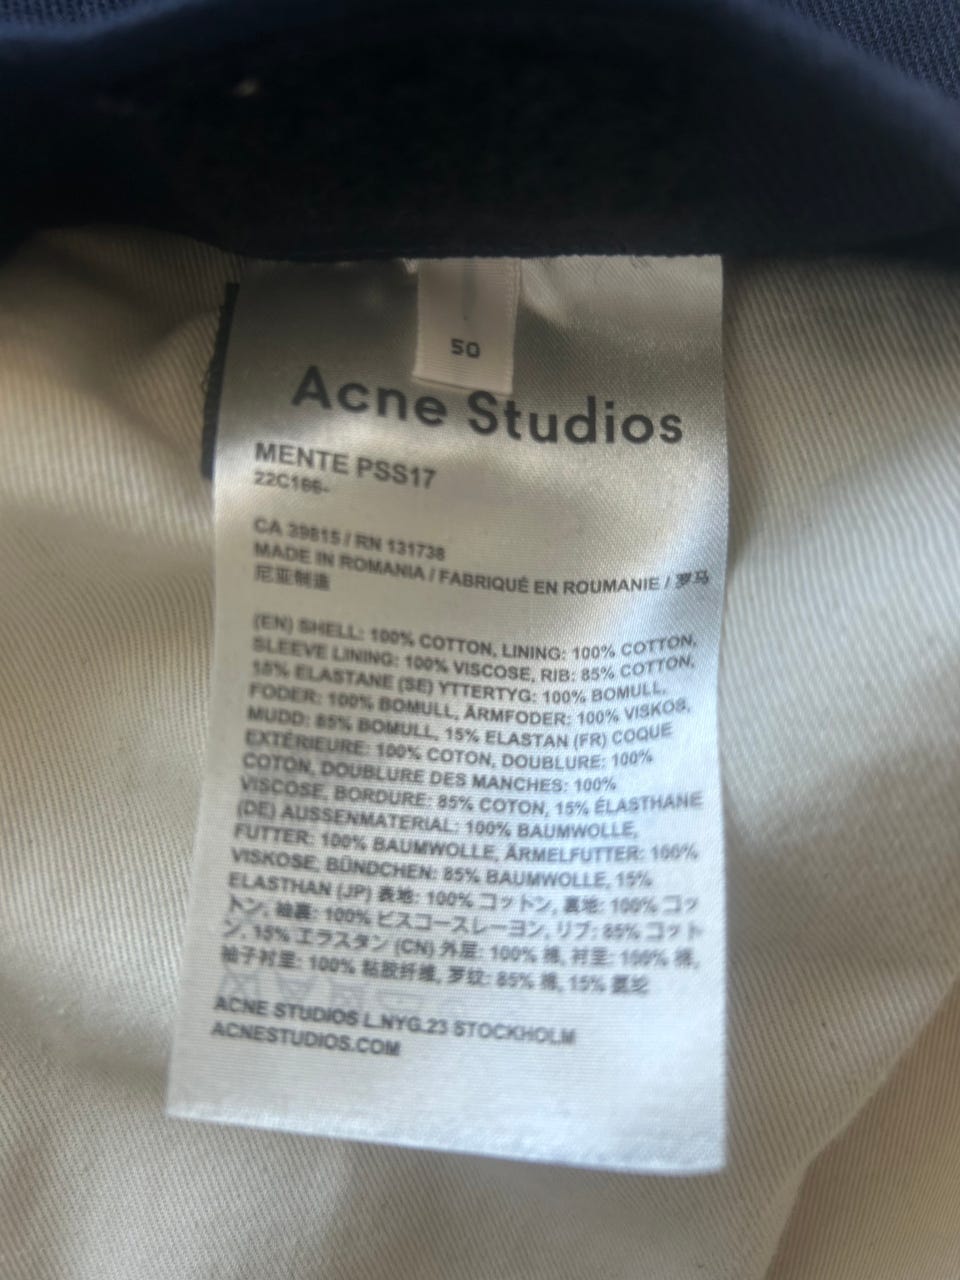 50
Acne Studios
MENTE PSS17
22C166-
CA 39815 / RN 131738
MADE IN ROMANIA / FABRIQUÉ EN ROUMANIE / 罗马
尼亚制造
(EN) SHELL: 100% COTTON, LINING: 100% COTTON,
SLEEVE LINING: 100% VISCOSE, RIB: 85% COTTON,
15% ELASTANE (SE) YTTERTYG: 100% BOMULL,
FODER: 100% BOMULL, ÄRMFODER: 100% VISKOS,
MUDD: 85% BOMULL, 15% ELASTAN (FR) COQUE
EXTÉRIEURE: 100% COTON, DOUBLURE: 100%
COTON, DOUBLURE DES MANCHES: 100%
VISCOSE, BORDURE: 85% COTON, 15% ÉLASTHANE
(DE) AUSSENMATERIAL: 100% BAUMWOLLE,
FUTTER: 100% BAUMWOLLE, ÄRMELFUTTER: 100%
VISKOSE, BÜNDCHEN: 85% BAUMWOLLE, 15%
ELASTHAN (JP) 表地: 100% コットン, 裏地: 100% コッ
トン, 袖裏: 100% ビスコースレーヨン, リブ: 85% コット
ン, 15% エラスタン (CN) 外层: 100% 棉, 衬里: 100% 棉,
袖子衬里: 100% 粘胶纤维, 罗纹: 85% 棉, 15% 氨纶
ACNE STUDIOS L.NYG.23 STOCKHOLM
ACNESTUDIOS.COM